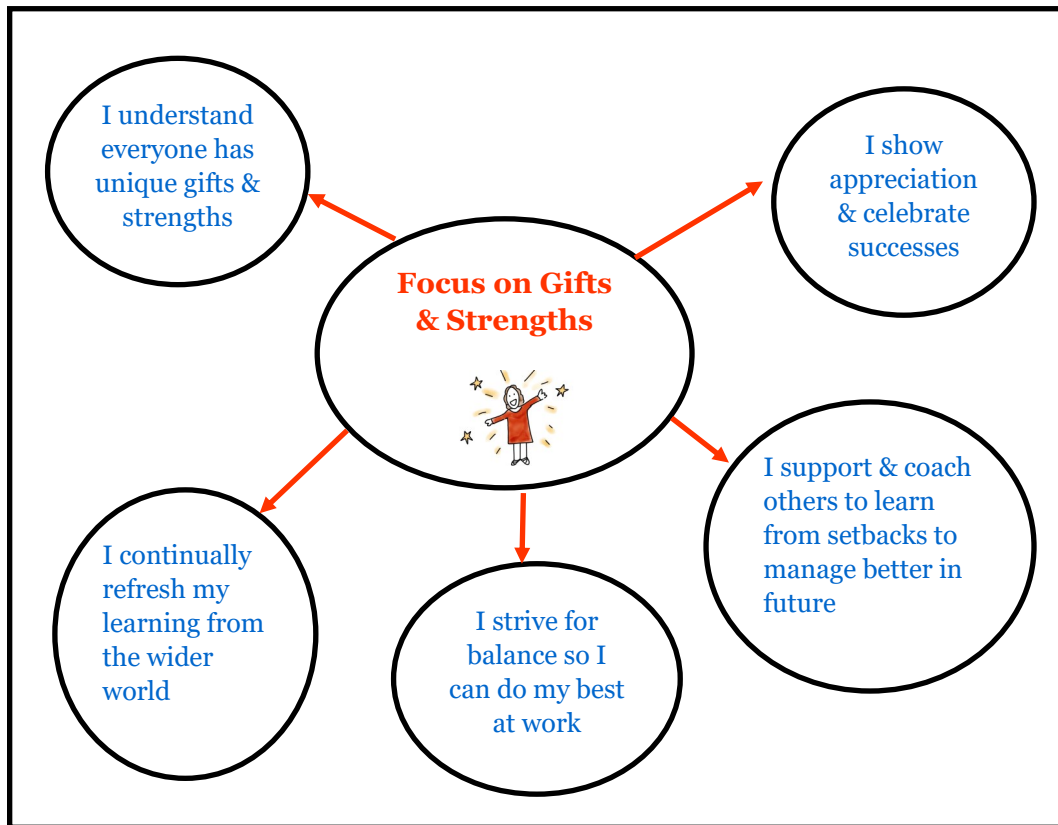 I understand
everyone has
unique gifts &
strengths
I show
appreciation
& celebrate
successes
Focus on Gifts
& Strengths
I support & coach
others to learn
from setbacks to
manage better in
future
I continually
refresh my
learning from
the wider
world
I strive for
balance so I
can do my best
at work